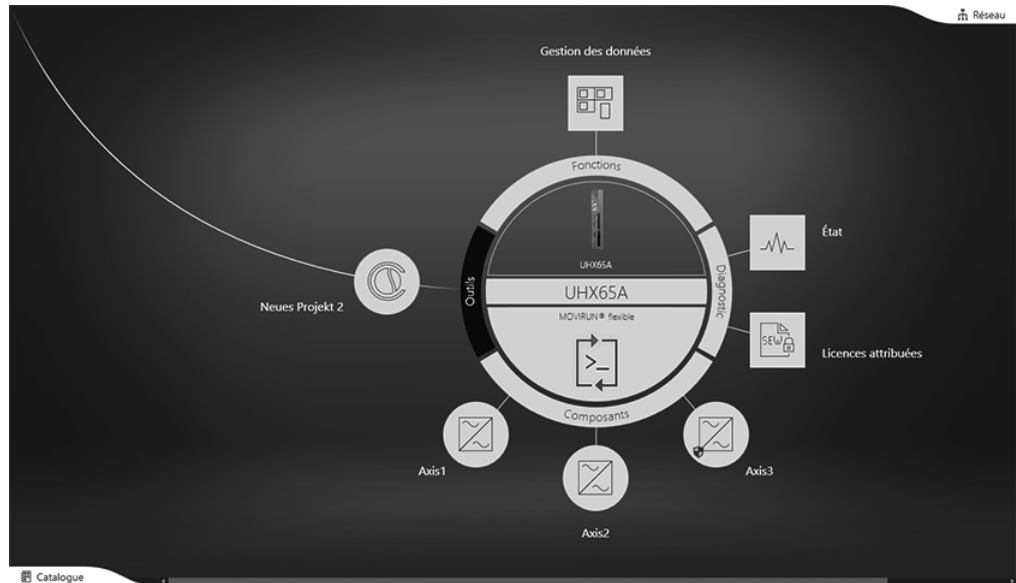 Réseau
Gestion des données
Fonctions
UHX65A
État
Diagnostic
Outils
UHX65A
Neues Projekt 2
MOVIRUN® flexible
SEW
Licences attribuées
>_
Composants
Axis1
Axis3
Axis2
Catalogue